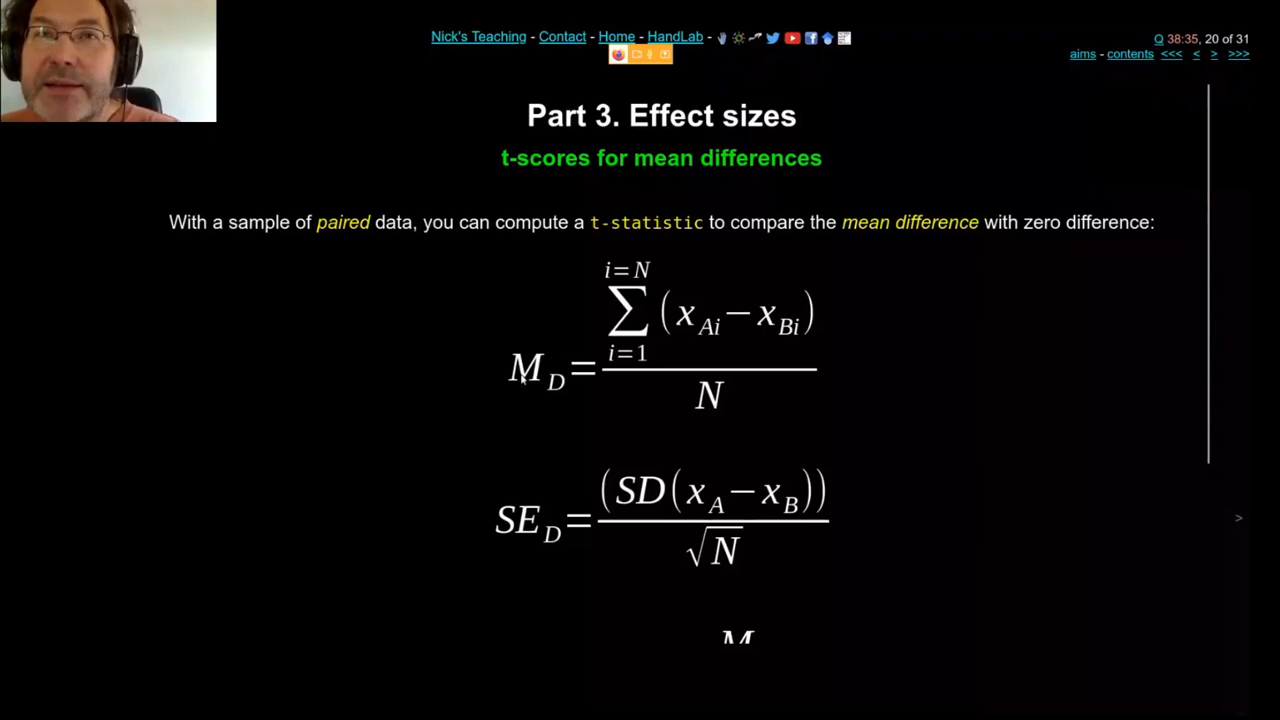 Nick's Teaching - Contact - Home - HandLab -
Q 38:35, 20 of 31
aims - contents <<< < > >>>
Part 3. Effect sizes
t-scores for mean differences
With a sample of paired data, you can compute a t-statistic to compare the mean difference with zero difference:
i=N
∑ (x_Ai − x_Bi)
i=1
M_D =
N
(SD(x_A − x_B))
SE_D =
√N
M
>